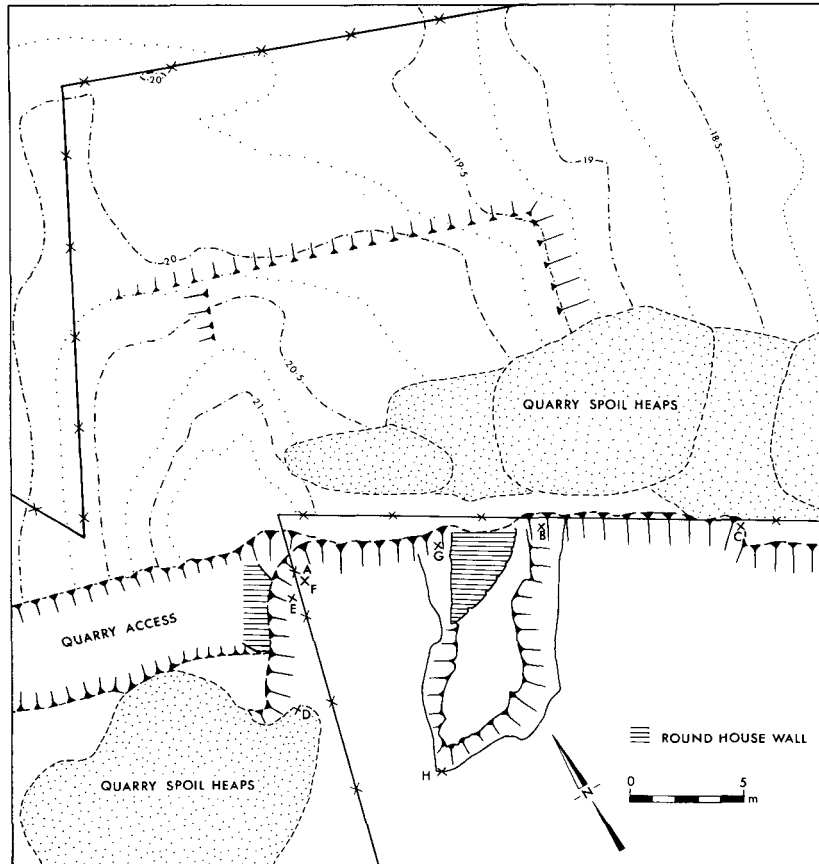 20
19·5
19
18·5
20
20·5
21
QUARRY SPOIL HEAPS
G
B
C
A
F
E
QUARRY ACCESS
D
ROUND HOUSE WALL
QUARRY SPOIL HEAPS
H
0 5
m
N